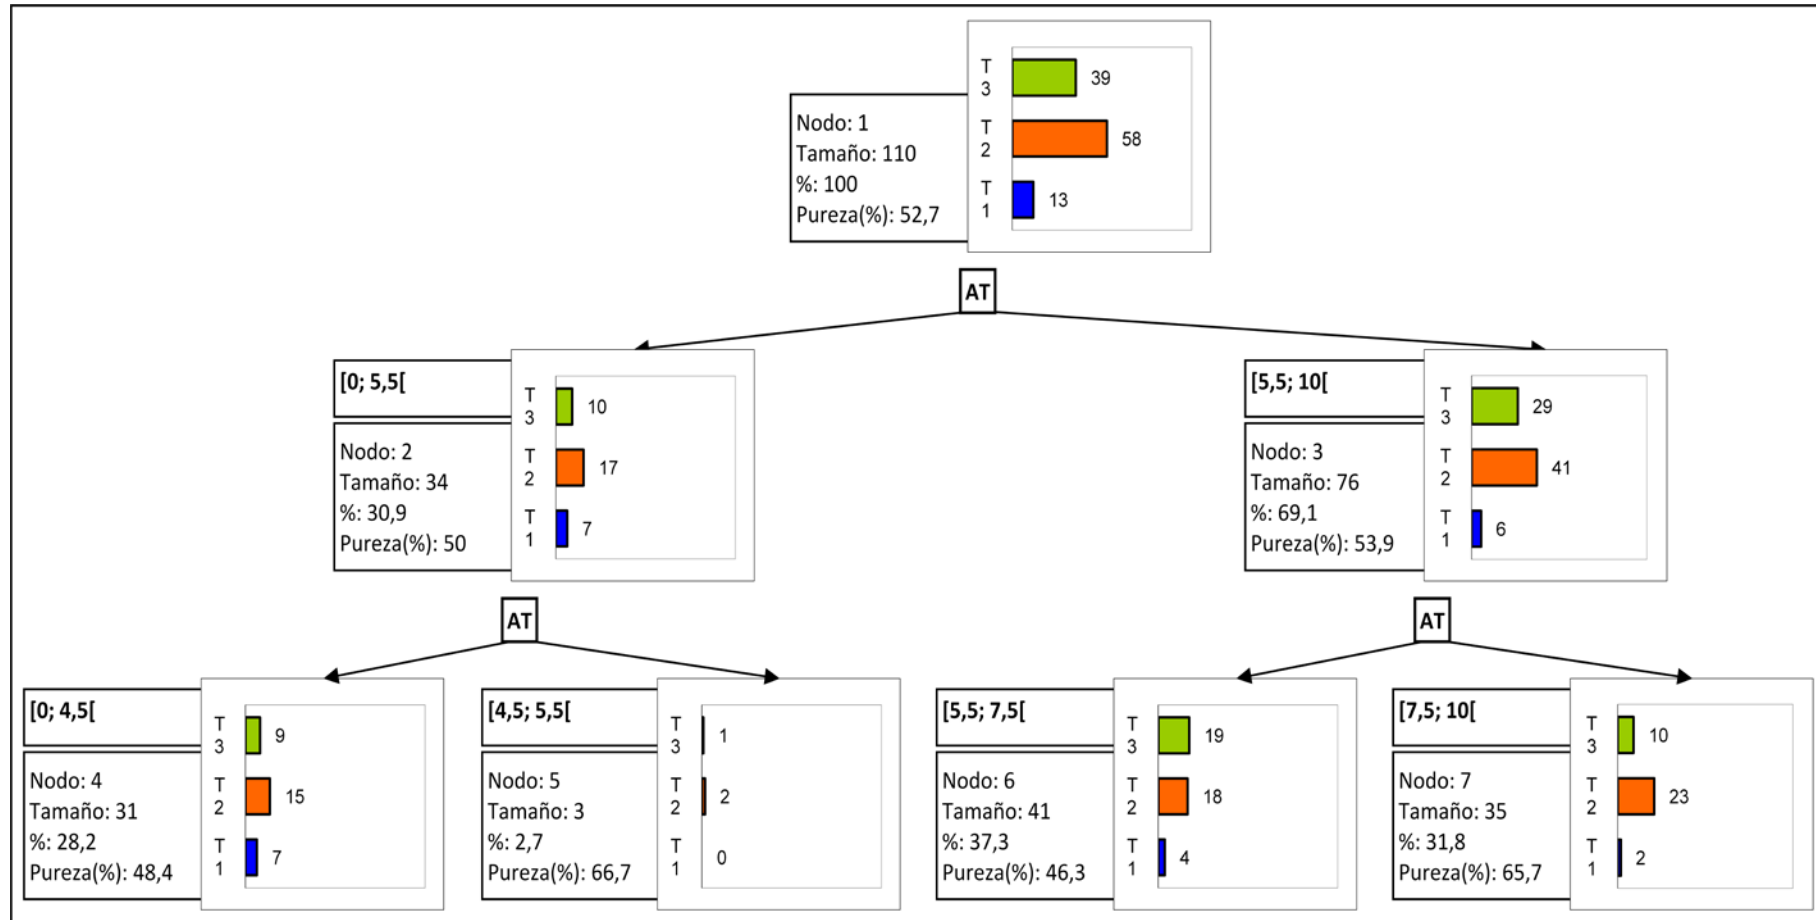 T
3
39
Nodo: 1
Tamaño: 110
%: 100
Pureza(%): 52,7
T
2
58
T
1
13
AT
[0; 5,5[
Nodo: 2
Tamaño: 34
%: 30,9
Pureza(%): 50
T
3
10
T
2
17
T
1
7
[5,5; 10[
Nodo: 3
Tamaño: 76
%: 69,1
Pureza(%): 53,9
T
3
29
T
2
41
T
1
6
AT
AT
[0; 4,5[
Nodo: 4
Tamaño: 31
%: 28,2
Pureza(%): 48,4
T
3
9
T
2
15
T
1
7
[4,5; 5,5[
Nodo: 5
Tamaño: 3
%: 2,7
Pureza(%): 66,7
T
3
1
T
2
2
T
1
0
[5,5; 7,5[
Nodo: 6
Tamaño: 41
%: 37,3
Pureza(%): 46,3
T
3
19
T
2
18
T
1
4
[7,5; 10[
Nodo: 7
Tamaño: 35
%: 31,8
Pureza(%): 65,7
T
3
10
T
2
23
T
1
2